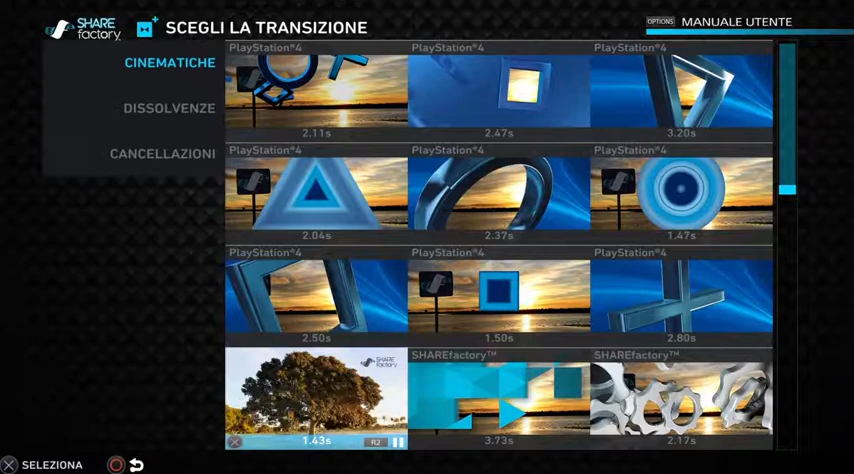 SHARE
factory.
SCEGLI LA TRANSIZIONE
OPTIONS MANUALE UTENTE
CINEMATICHE
DISSOLVENZE
CANCELLAZIONI
PlayStation®4 PlayStation®4 PlayStation®4
2.11s 2.47s 3.20s
PlayStation®4 PlayStation®4 PlayStation®4
2.04s 2.37s 1.47s
PlayStation®4 PlayStation®4 PlayStation®4
2.50s 1.50s 2.80s
SHARE
factory
SHAREfactory™ SHAREfactory™
1.43s R2 3.73s 2.17s
SELEZIONA